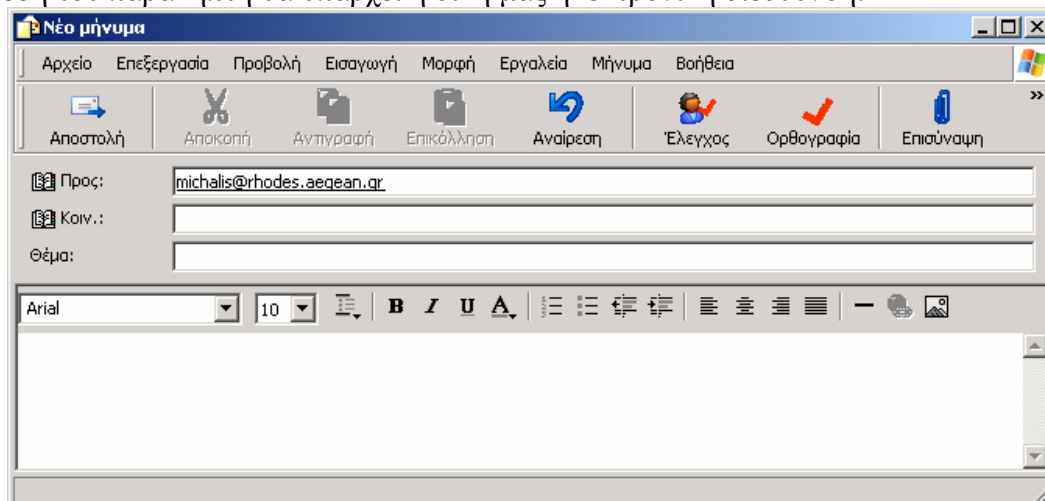 Νέο μήνυμα
Αρχείο Επεξεργασία Προβολή Εισαγωγή Μορφή Εργαλεία Μήνυμα Βοήθεια
Αποστολή Αποκοπή Αντιγραφή Επικόλληση Αναίρεση Έλεγχος Ορθογραφία Επισύναψη »
Προς: michalis@rhodes.aegean.gr
Κοιν.:
Θέμα:
Arial 10 B I U A